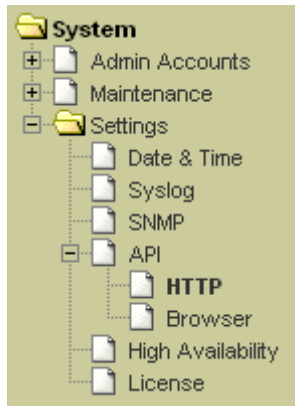 System
Admin Accounts
Maintenance
Settings
Date & Time
Syslog
SNMP
API
HTTP
Browser
High Availability
License